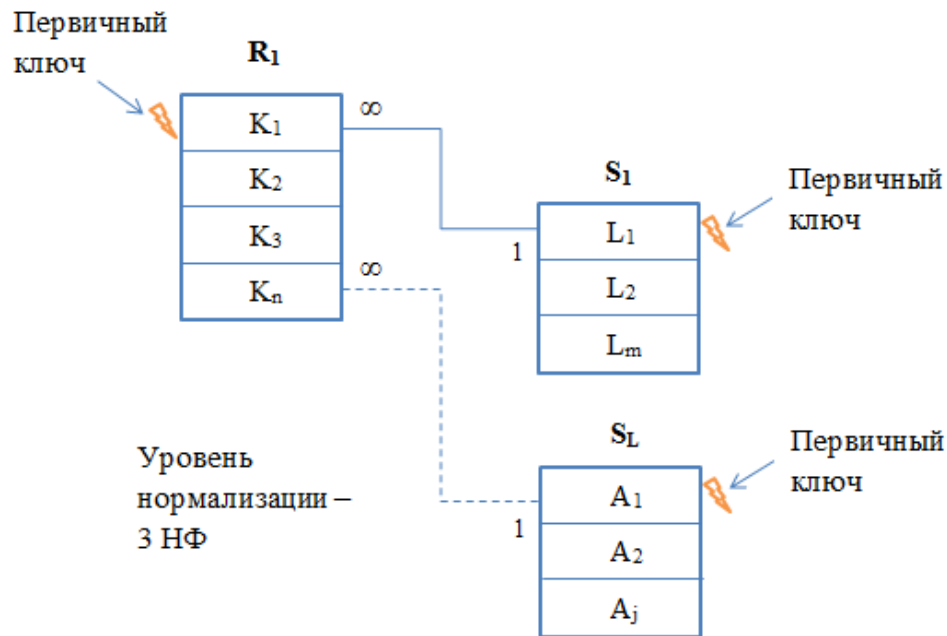 Первичный
ключ
R₁
K₁
K₂
K₃
Kₙ
∞
∞
S₁
1
L₁
L₂
Lₘ
Первичный
ключ
Уровень
нормализации –
3 НФ
S_L
1
A₁
A₂
Aⱼ
Первичный
ключ